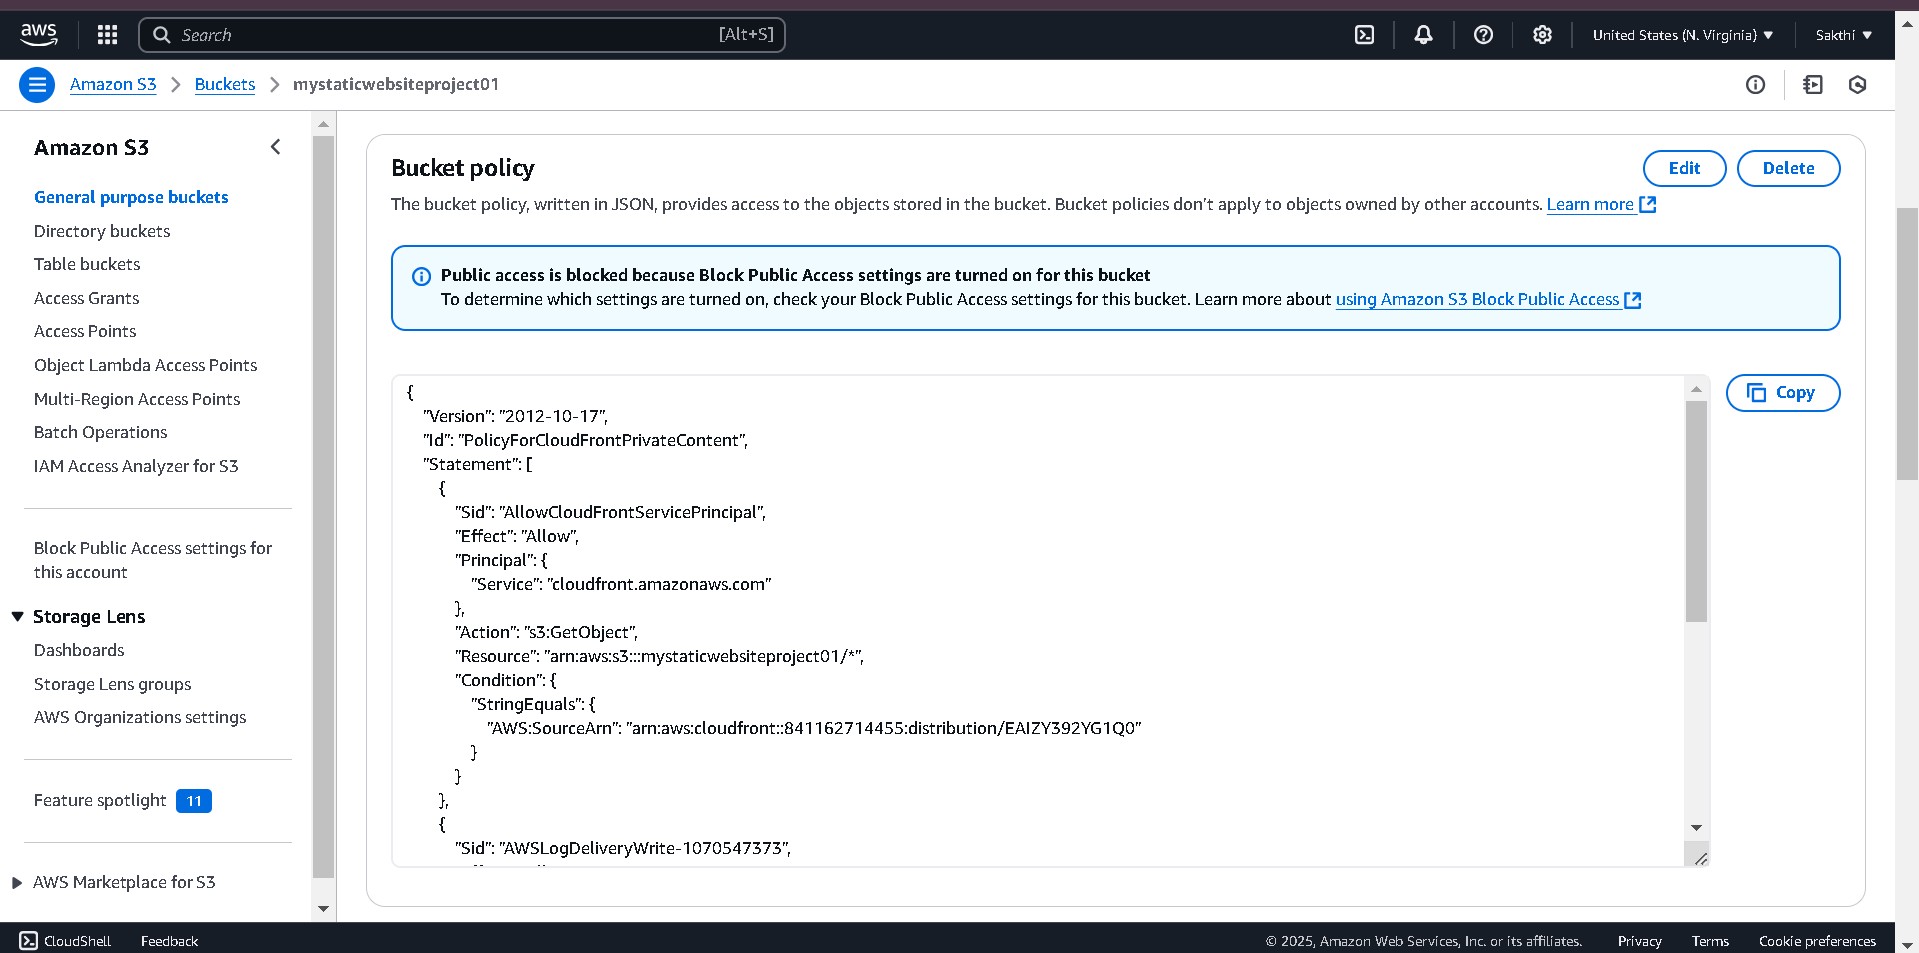 aws
Search [Alt+S]
United States (N. Virginia)
Sakthi
Amazon S3 > Buckets > mystaticwebsiteproject01
Amazon S3
General purpose buckets
Directory buckets
Table buckets
Access Grants
Access Points
Object Lambda Access Points
Multi-Region Access Points
Batch Operations
IAM Access Analyzer for S3
Block Public Access settings for
this account
Storage Lens
Dashboards
Storage Lens groups
AWS Organizations settings
Feature spotlight 11
AWS Marketplace for S3
Bucket policy
Edit
Delete
The bucket policy, written in JSON, provides access to the objects stored in the bucket. Bucket policies don't apply to objects owned by other accounts. Learn more
Public access is blocked because Block Public Access settings are turned on for this bucket
To determine which settings are turned on, check your Block Public Access settings for this bucket. Learn more about using Amazon S3 Block Public Access
Copy
{
"Version": "2012-10-17",
"Id": "PolicyForCloudFrontPrivateContent",
"Statement": [
{
"Sid": "AllowCloudFrontServicePrincipal",
"Effect": "Allow",
"Principal": {
"Service": "cloudfront.amazonaws.com"
},
"Action": "s3:GetObject",
"Resource": "arn:aws:s3:::mystaticwebsiteproject01/*",
"Condition": {
"StringEquals": {
"AWS:SourceArn": "arn:aws:cloudfront::841162714455:distribution/EAIZY392YG1Q0"
}
}
},
{
"Sid": "AWSLogDeliveryWrite-1070547373",
CloudShell
Feedback
© 2025, Amazon Web Services, Inc. or its affiliates.
Privacy
Terms
Cookie preferences